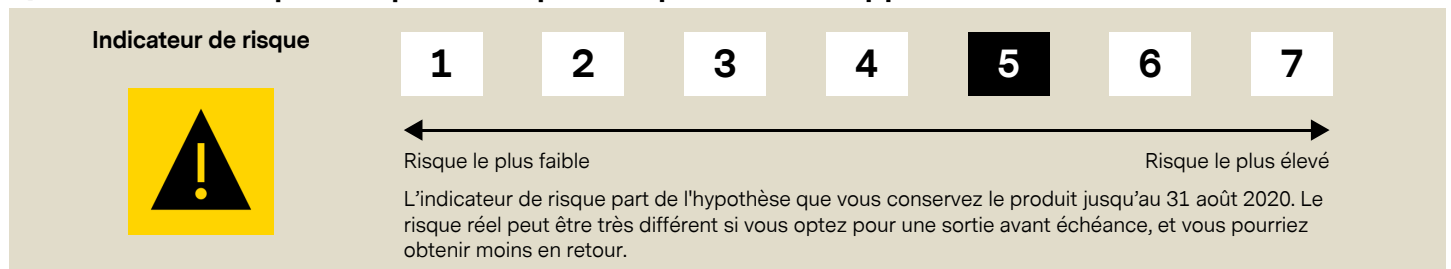 Indicateur de risque
1 2 3 4 5 6 7
Risque le plus faible
Risque le plus élevé
L'indicateur de risque part de l'hypothèse que vous conservez le produit jusqu'au 31 août 2020. Le
risque réel peut être très différent si vous optez pour une sortie avant échéance, et vous pourriez
obtenir moins en retour.